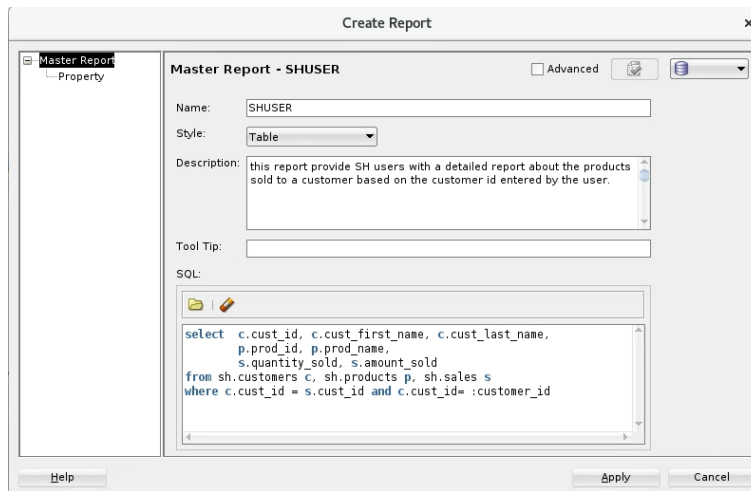 Create Report
Master Report
Property
Master Report - SHUSER
Advanced
Name:
SHUSER
Style:
Table
Description:
this report provide SH users with a detailed report about the products
sold to a customer based on the customer id entered by the user.
Tool Tip:
SQL:
select c.cust_id, c.cust_first_name, c.cust_last_name,
p.prod_id, p.prod_name,
s.quantity_sold, s.amount_sold
from sh.customers c, sh.products p, sh.sales s
where c.cust_id = s.cust_id and c.cust_id= :customer_id
Help
Apply
Cancel